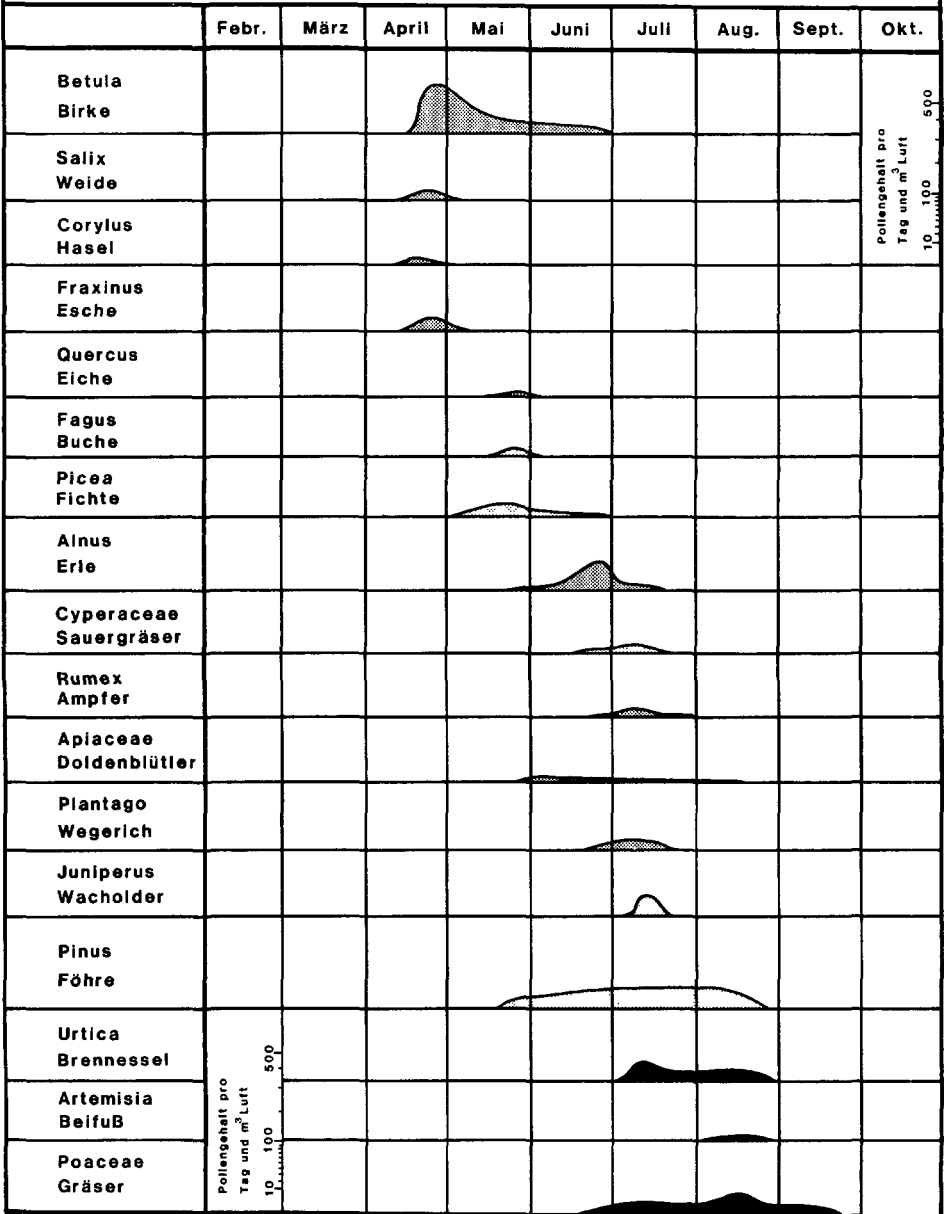 Febr. März April Mai Juni Juli Aug. Sept. Okt.
Betula
Birke
Salix
Weide
Corylus
Hasel
Fraxinus
Esche
Quercus
Eiche
Fagus
Buche
Picea
Fichte
Alnus
Erle
Cyperaceae
Sauergräser
Rumex
Ampfer
Apiaceae
Doldenblütler
Plantago
Wegerich
Juniperus
Wacholder
Pinus
Föhre
Urtica
Brennessel
Artemisia
Beifuß
Poaceae
Gräser
Pollengehalt pro
Tag und m³ Luft
10 100 500
Pollengehalt pro
Tag und m³ Luft
10 100 500